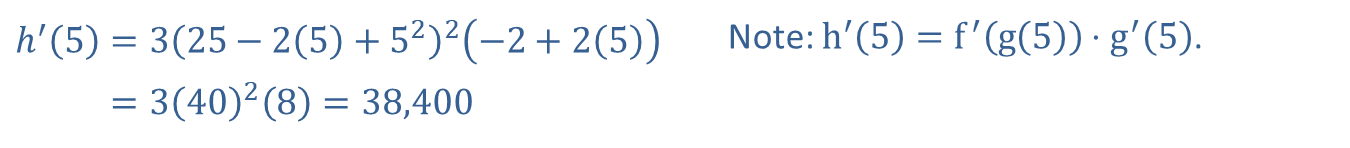 h′(5) = 3(25 − 2(5) + 5²)²(−2 + 2(5)) Note: h′(5) = f′(g(5)) · g′(5).
= 3(40)²(8) = 38,400